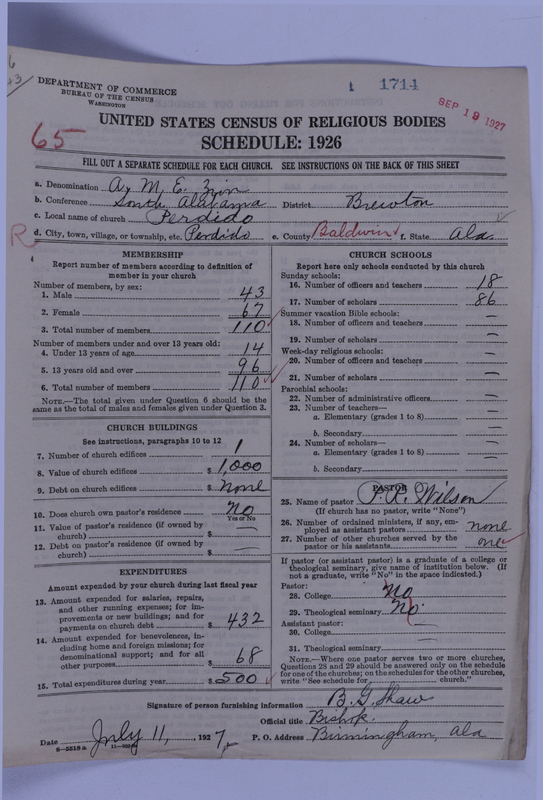 1714
SEP 19 1927
DEPARTMENT OF COMMERCE
BUREAU OF THE CENSUS
WASHINGTON
65
UNITED STATES CENSUS OF RELIGIOUS BODIES
SCHEDULE: 1926
FILL OUT A SEPARATE SCHEDULE FOR EACH CHURCH. SEE INSTRUCTIONS ON THE BACK OF THIS SHEET
a. Denomination A. M. E. Zion
b. Conference South Alabama District Brewton
c. Local name of church Perdido
R d. City, town, village, or township, etc. Perdido e. County Baldwin f. State Ala.
MEMBERSHIP
Report number of members according to definition of
member in your church
Number of members, by sex:
1. Male 43
2. Female 67
3. Total number of members 110
Number of members under and over 13 years old:
4. Under 13 years of age 14
5. 13 years old and over 96
6. Total number of members 110
NOTE.—The total given under Question 6 should be the
same as the total of males and females given under Question 3.
CHURCH BUILDINGS
See instructions, paragraphs 10 to 12
7. Number of church edifices 1
8. Value of church edifices $ 1,000
9. Debt on church edifices $ None
10. Does church own pastor's residence No
Yes or No
11. Value of pastor's residence (if owned by
church) $ —
12. Debt on pastor's residence (if owned by
church) $ —
EXPENDITURES
Amount expended by your church during last fiscal year
13. Amount expended for salaries, repairs,
and other running expenses; for im-
provements or new buildings; and for
payments on church debt $ 432
14. Amount expended for benevolences, in-
cluding home and foreign missions; for
denominational support; and for all
other purposes $ 68
15. Total expenditures during year $ 500
CHURCH SCHOOLS
Report here only schools conducted by this church
Sunday schools:
16. Number of officers and teachers 18
17. Number of scholars 86
Summer vacation Bible schools:
18. Number of officers and teachers —
19. Number of scholars —
Week-day religious schools:
20. Number of officers and teachers —
21. Number of scholars —
Parochial schools:
22. Number of administrative officers —
23. Number of teachers—
a. Elementary (grades 1 to 8) —
b. Secondary —
24. Number of scholars—
a. Elementary (grades 1 to 8) —
b. Secondary —
PASTOR
25. Name of pastor P. R. Wilson
(If church has no pastor, write "None")
26. Number of ordained ministers, if any, em-
ployed as assistant pastors none
27. Number of other churches served by the
pastor or his assistants one
If pastor (or assistant pastor) is a graduate of a college or
theological seminary, give name of institution below. (If
not a graduate, write "No" in the space indicated.)
Pastor:
28. College No
29. Theological seminary No.
Assistant pastor:
30. College —
31. Theological seminary
NOTE.—Where one pastor serves two or more churches,
Questions 28 and 29 should be answered only on the schedule
for one of the churches; on the schedules for the other churches,
write "See schedule for church."
Signature of person furnishing information B. G. Shaw
Official title Bishop.
Date July 11, 1927, P. O. Address Birmingham, Ala